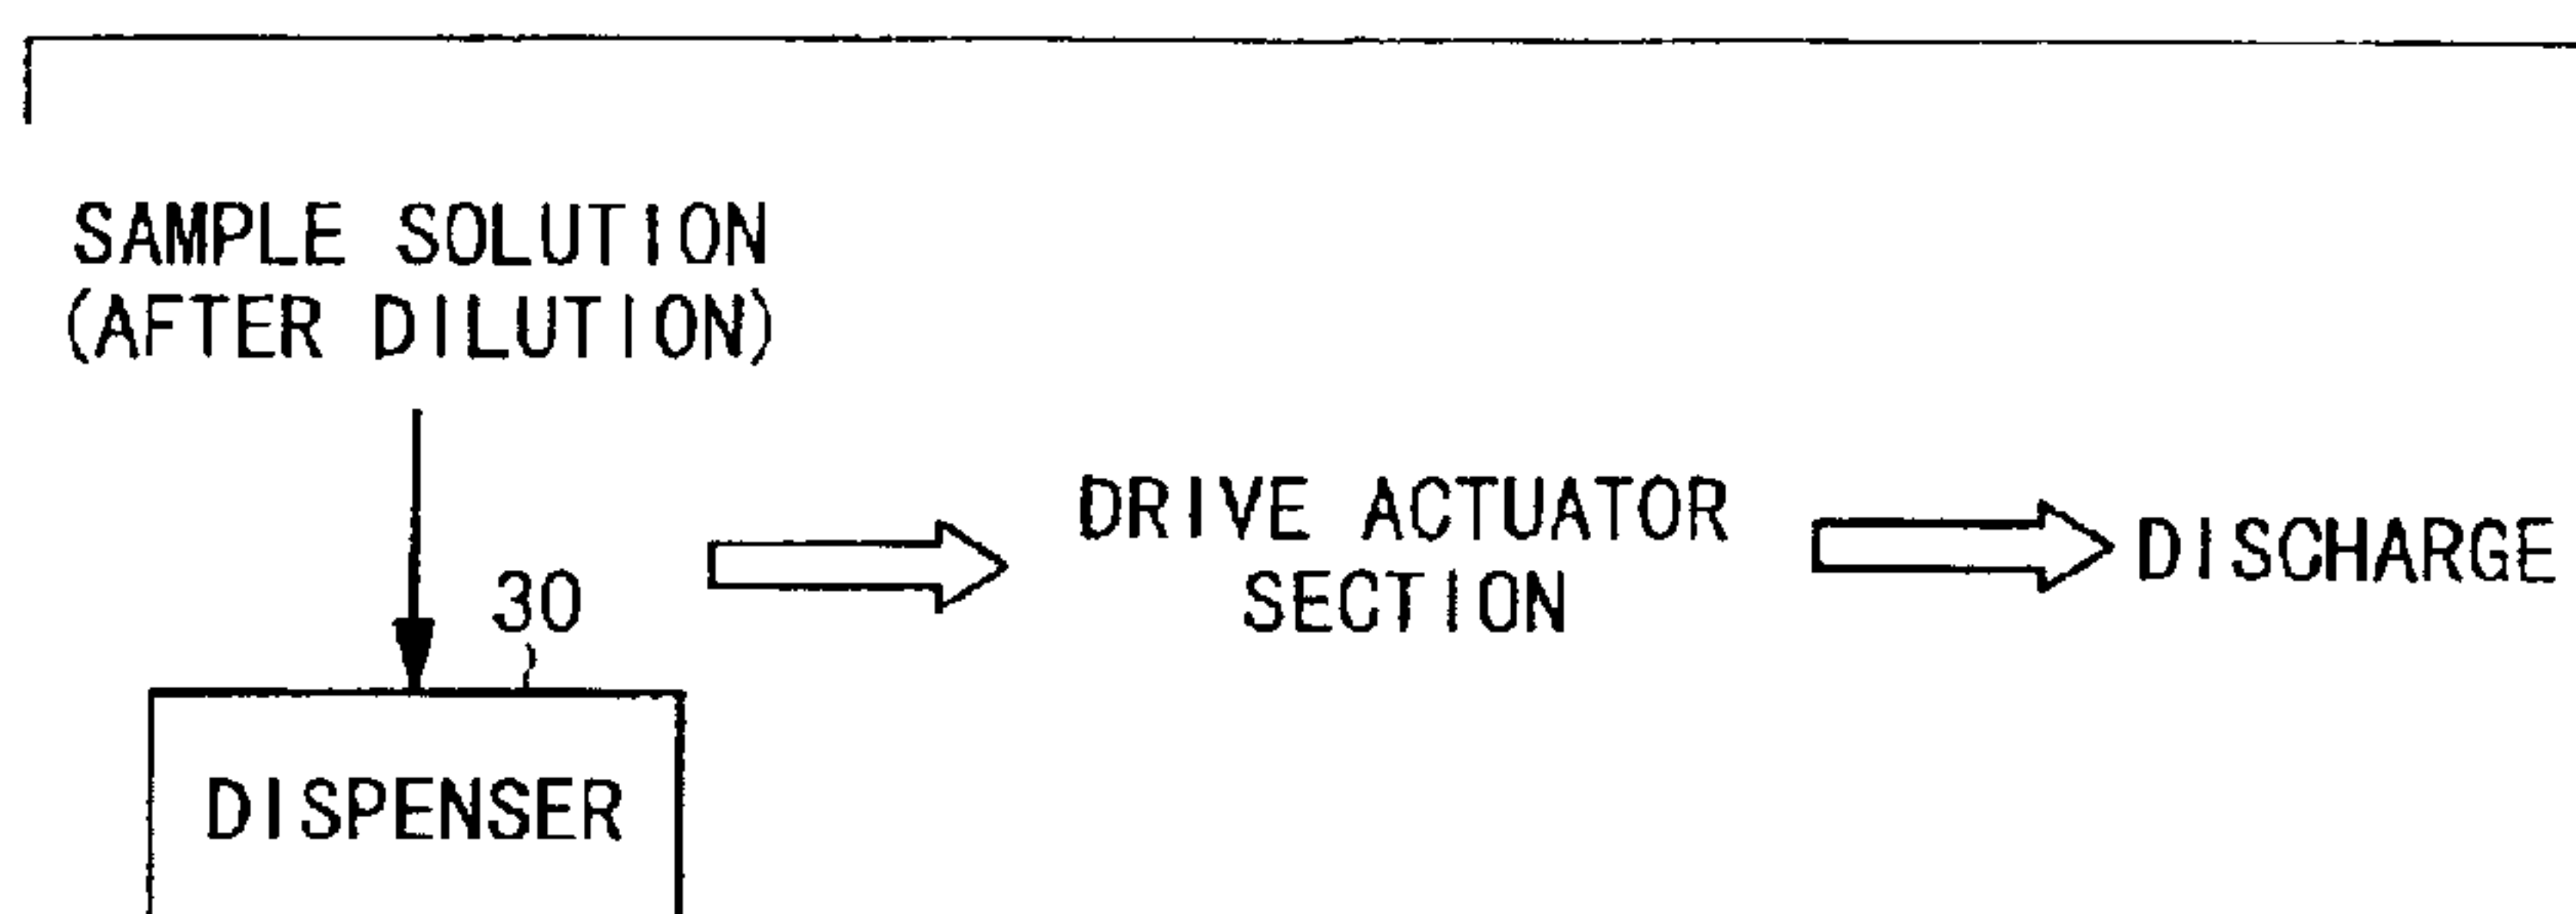 SAMPLE SOLUTION
(AFTER DILUTION)
30
DRIVE ACTUATOR
SECTION
DISCHARGE
DISPENSER